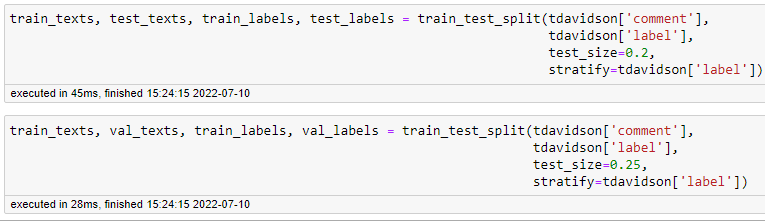 train_texts, test_texts, train_labels, test_labels = train_test_split(tdavidson['comment'],
tdavidson['label'],
test_size=0.2,
stratify=tdavidson['label'])
executed in 45ms, finished 15:24:15 2022-07-10
train_texts, val_texts, train_labels, val_labels = train_test_split(tdavidson['comment'],
tdavidson['label'],
test_size=0.25,
stratify=tdavidson['label'])
executed in 28ms, finished 15:24:15 2022-07-10